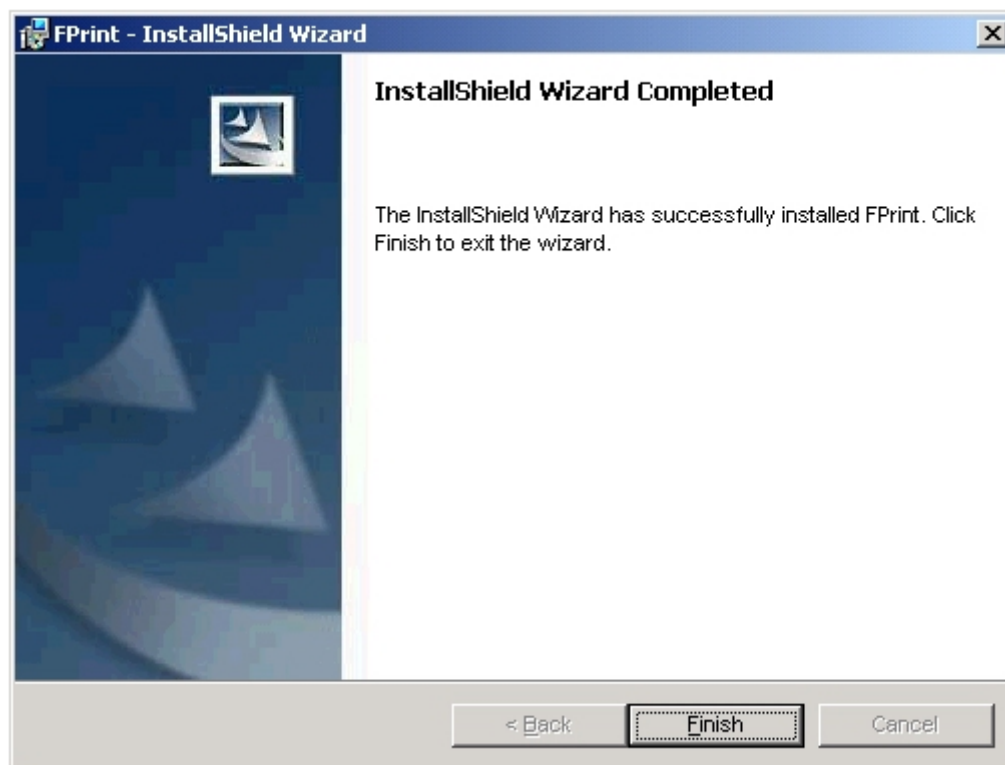 FPrint - InstallShield Wizard
InstallShield Wizard Completed
The InstallShield Wizard has successfully installed FPrint. Click
Finish to exit the wizard.
< Back
Finish
Cancel